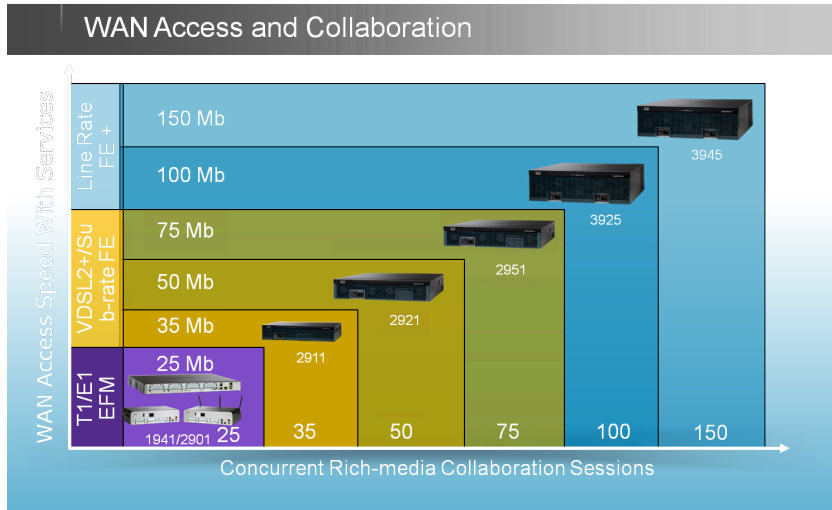 WAN Access and Collaboration
WAN Access Speed With Services
Line Rate
FE +
VDSL2+/Su
b-rate FE
T1/E1
EFM
150 Mb
3945
100 Mb
3925
75 Mb
2951
50 Mb
2921
35 Mb
2911
25 Mb
1941/2901
25
35
50
75
100
150
Concurrent Rich-media Collaboration Sessions